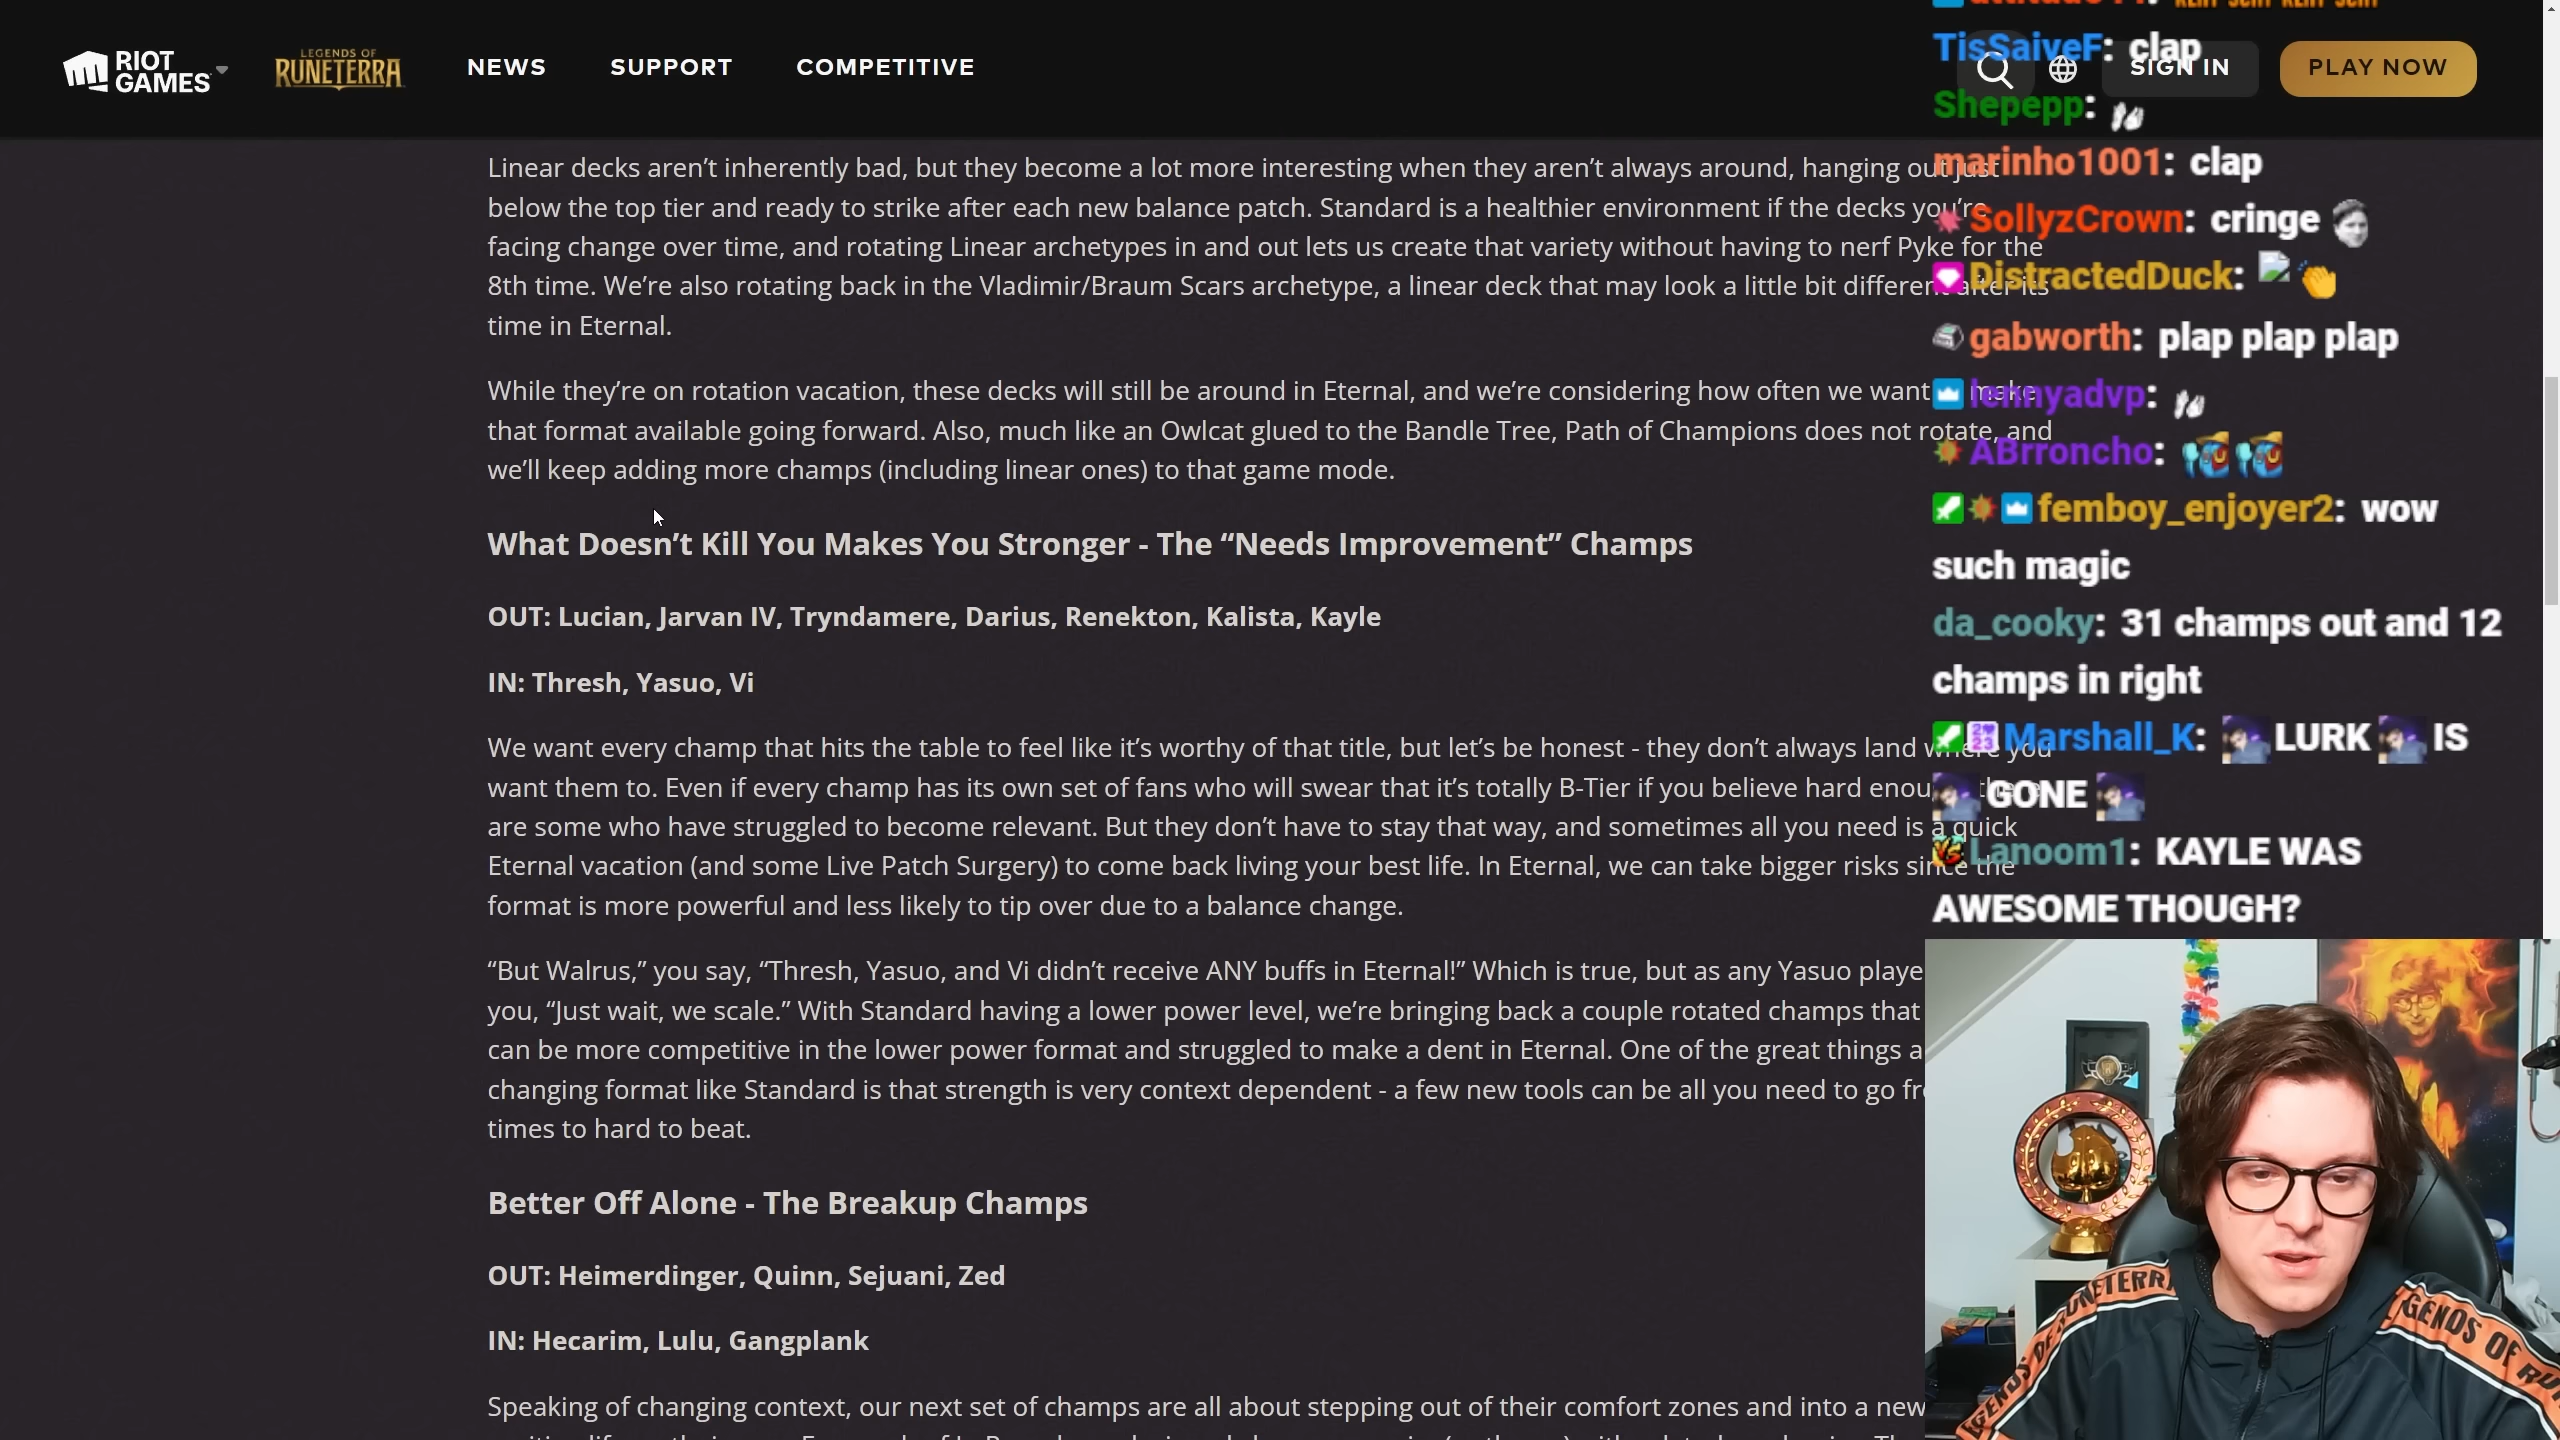 RIOT GAMES
LEGENDS OF RUNETERRA
NEWS
SUPPORT
COMPETITIVE
SIGN IN
PLAY NOW
Linear decks aren’t inherently bad, but they become a lot more interesting when they aren’t always around, hanging out just
below the top tier and ready to strike after each new balance patch. Standard is a healthier environment if the decks you’re
facing change over time, and rotating Linear archetypes in and out lets us create that variety without having to nerf Pyke for the
8th time. We’re also rotating back in the Vladimir/Braum Scars archetype, a linear deck that may look a little bit different after its
time in Eternal.
While they’re on rotation vacation, these decks will still be around in Eternal, and we’re considering how often we want make
that format available going forward. Also, much like an Owlcat glued to the Bandle Tree, Path of Champions does not rotate, and
we’ll keep adding more champs (including linear ones) to that game mode.
What Doesn’t Kill You Makes You Stronger - The “Needs Improvement” Champs
OUT: Lucian, Jarvan IV, Tryndamere, Darius, Renekton, Kalista, Kayle
IN: Thresh, Yasuo, Vi
We want every champ that hits the table to feel like it’s worthy of that title, but let’s be honest - they don’t always land where you
want them to. Even if every champ has its own set of fans who will swear that it’s totally B-Tier if you believe hard
are some who have struggled to become relevant. But they don’t have to stay that way, and sometimes all you need is a quick
Eternal vacation (and some Live Patch Surgery) to come back living your best life. In Eternal, we can take bigger risks since the
format is more powerful and less likely to tip over due to a balance change.
“But Walrus,” you say, “Thresh, Yasuo, and Vi didn’t receive ANY buffs in Eternal!” Which is true, but as any Yasuo
you, “Just wait, we scale.” With Standard having a lower power level, we’re bringing back a couple rotated champs that
can be more competitive in the lower power format and struggled to make a dent in Eternal. One of the great things
changing format like Standard is that strength is very context dependent - a few new tools can be all you need to go
times to hard to beat.
Better Off Alone - The Breakup Champs
OUT: Heimerdinger, Quinn, Sejuani, Zed
IN: Hecarim, Lulu, Gangplank
Speaking of changing context, our next set of champs are all about stepping out of their comfort zones and into a new
TisSaiveF: clap
Shepepp:
marinho1001: clap
SollyzCrown: cringe
DistractedDuck:
gabworth: plap plap plap
lennyadvp:
ABrroncho:
femboy_enjoyer2: wow
such magic
da_cooky: 31 champs out and 12
champs in right
Marshall_K: LURK IS
GONE
Lanoom1: KAYLE WAS
AWESOME THOUGH?